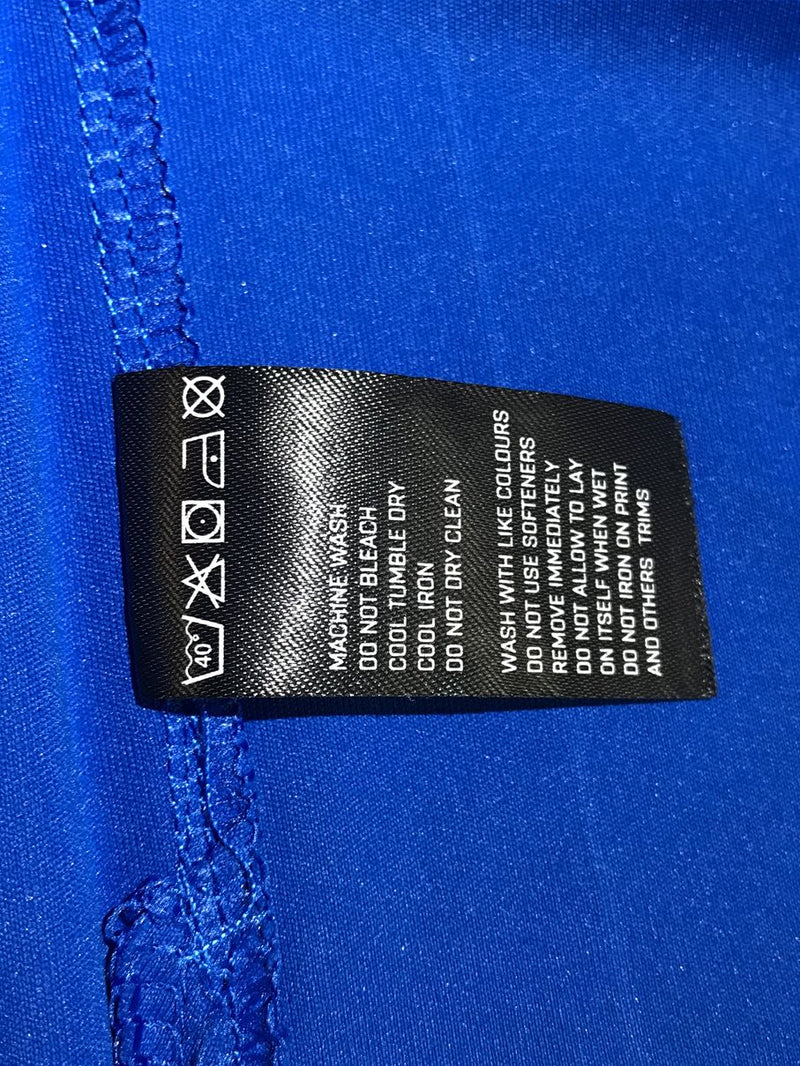 40°
MACHINE WASH
DO NOT BLEACH
COOL TUMBLE DRY
COOL IRON
DO NOT DRY CLEAN
WASH WITH LIKE COLOURS
DO NOT USE SOFTENERS
REMOVE IMMEDIATELY
DO NOT ALLOW TO LAY
ON ITSELF WHEN WET
DO NOT IRON ON PRINT
AND OTHERS TRIMS